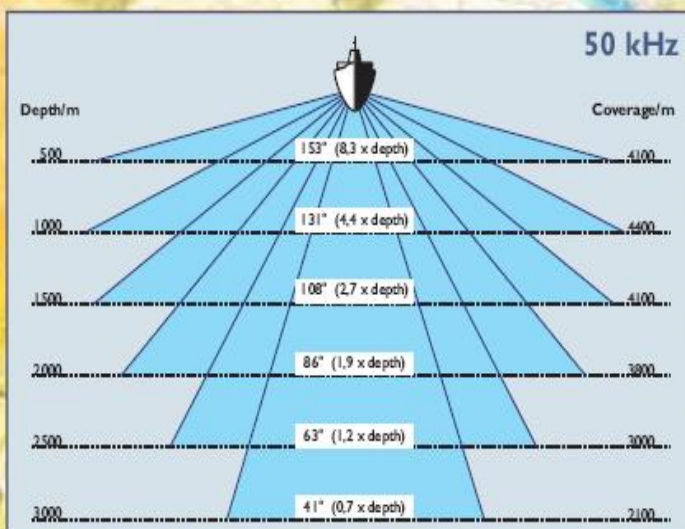 50 kHz
Depth/m Coverage/m
500 153° (8,3 x depth) 4100
1000 131° (4,4 x depth) 4400
1500 108° (2,7 x depth) 4100
2000 86° (1,9 x depth) 3800
2500 63° (1,2 x depth) 3000
3000 41° (0,7 x depth) 2100